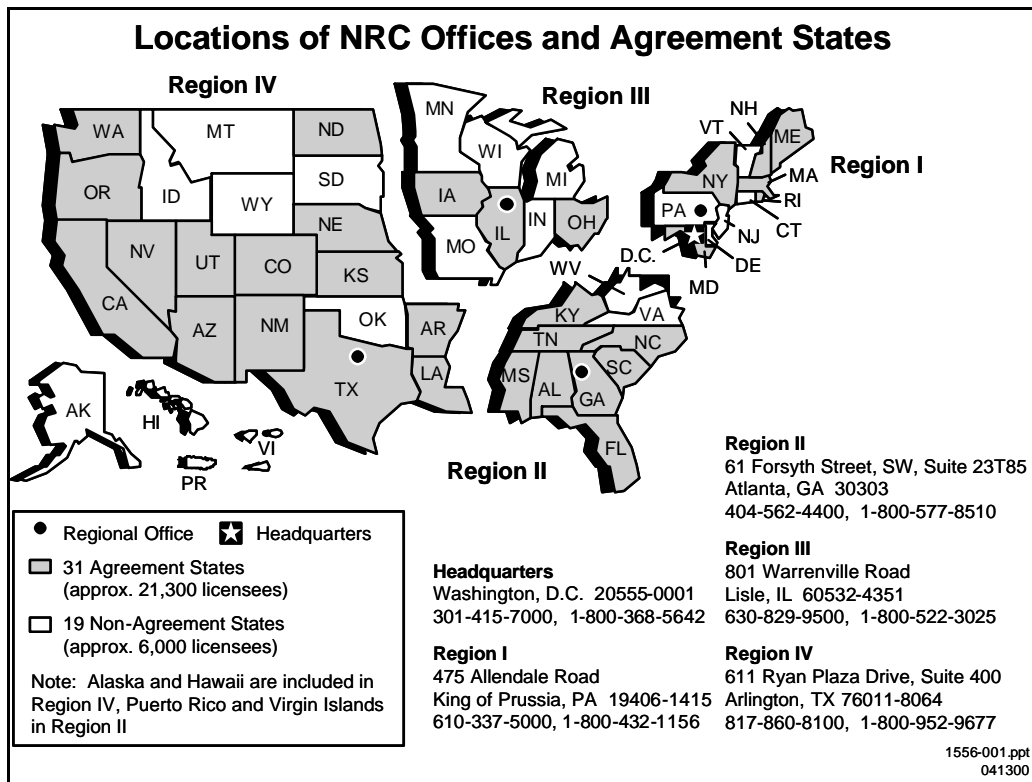 Locations of NRC Offices and Agreement States
Region IV
Region III
Region I
WA
MT
ND
OR
ID
SD
WY
NE
NV
UT
CO
KS
CA
AZ
NM
OK
AR
TX
LA
AK
HI
PR
VI
MN
WI
MI
IA
IL
IN
OH
MO
NH
VT
ME
NY
MA
RI
CT
PA
NJ
DE
D.C.
MD
WV
KY
VA
TN
NC
SC
MS
AL
GA
FL
Region II
Regional Office
Headquarters
31 Agreement States
(approx. 21,300 licensees)
19 Non-Agreement States
(approx. 6,000 licensees)
Note: Alaska and Hawaii are included in
Region IV, Puerto Rico and Virgin Islands
in Region II
Headquarters
Washington, D.C. 20555-0001
301-415-7000, 1-800-368-5642
Region I
475 Allendale Road
King of Prussia, PA 19406-1415
610-337-5000, 1-800-432-1156
Region II
61 Forsyth Street, SW, Suite 23T85
Atlanta, GA 30303
404-562-4400, 1-800-577-8510
Region III
801 Warrenville Road
Lisle, IL 60532-4351
630-829-9500, 1-800-522-3025
Region IV
611 Ryan Plaza Drive, Suite 400
Arlington, TX 76011-8064
817-860-8100, 1-800-952-9677
1556-001.ppt
041300